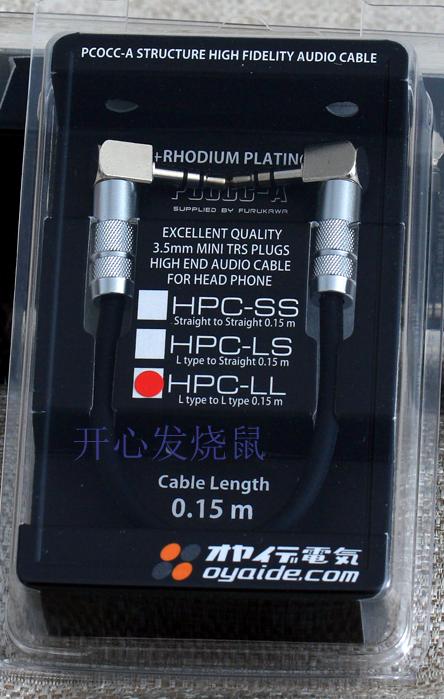 PCOCC-A STRUCTURE HIGH FIDELITY AUDIO CABLE
+RHODIUM PLATING
PCOCC-A
SUPPLIED BY FURUKAWA
EXCELLENT QUALITY
3.5mm MINI TRS PLUGS
HIGH END AUDIO CABLE
FOR HEAD PHONE
HPC-SS
Straight to Straight 0.15 m
HPC-LS
L type to Straight 0.15 m
HPC-LL
L type to L type 0.15 m
开心发烧鼠
Cable Length
0.15 m
オヤイデ電気
oyaide.com